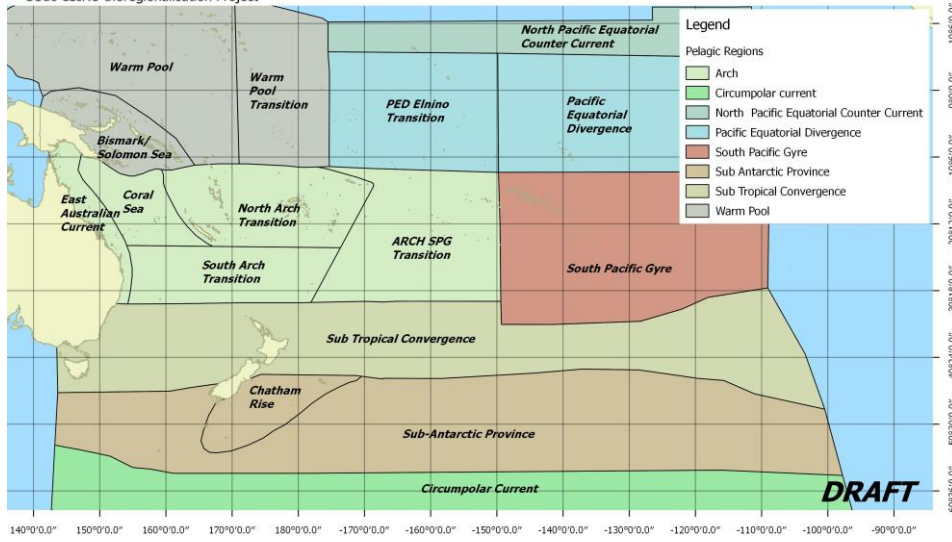 North Pacific Equatorial
Counter Current
Legend
Pelagic Regions
Arch
Circumpolar current
North Pacific Equatorial Counter Current
Pacific Equatorial Divergence
South Pacific Gyre
Sub Antarctic Province
Sub Tropical Convergence
Warm Pool
Warm Pool
Warm
Pool
Transition
PED Elnino
Transition
Pacific
Equatorial
Divergence
Bismark/
Solomon Sea
East
Australian
Current
Coral
Sea
North Arch
Transition
ARCH SPG
Transition
South Arch
Transition
South Pacific Gyre
Sub Tropical Convergence
Chatham
Rise
Sub-Antarctic Province
Circumpolar Current
DRAFT
140°0'0.0" 150°0'0.0" 160°0'0.0" 170°0'0.0" 180°0'0.0" -170°0'0.0" -160°0'0.0" -150°0'0.0" -140°0'0.0" -130°0'0.0" -120°0'0.0" -110°0'0.0" -100°0'0.0" -90°0'0.0"